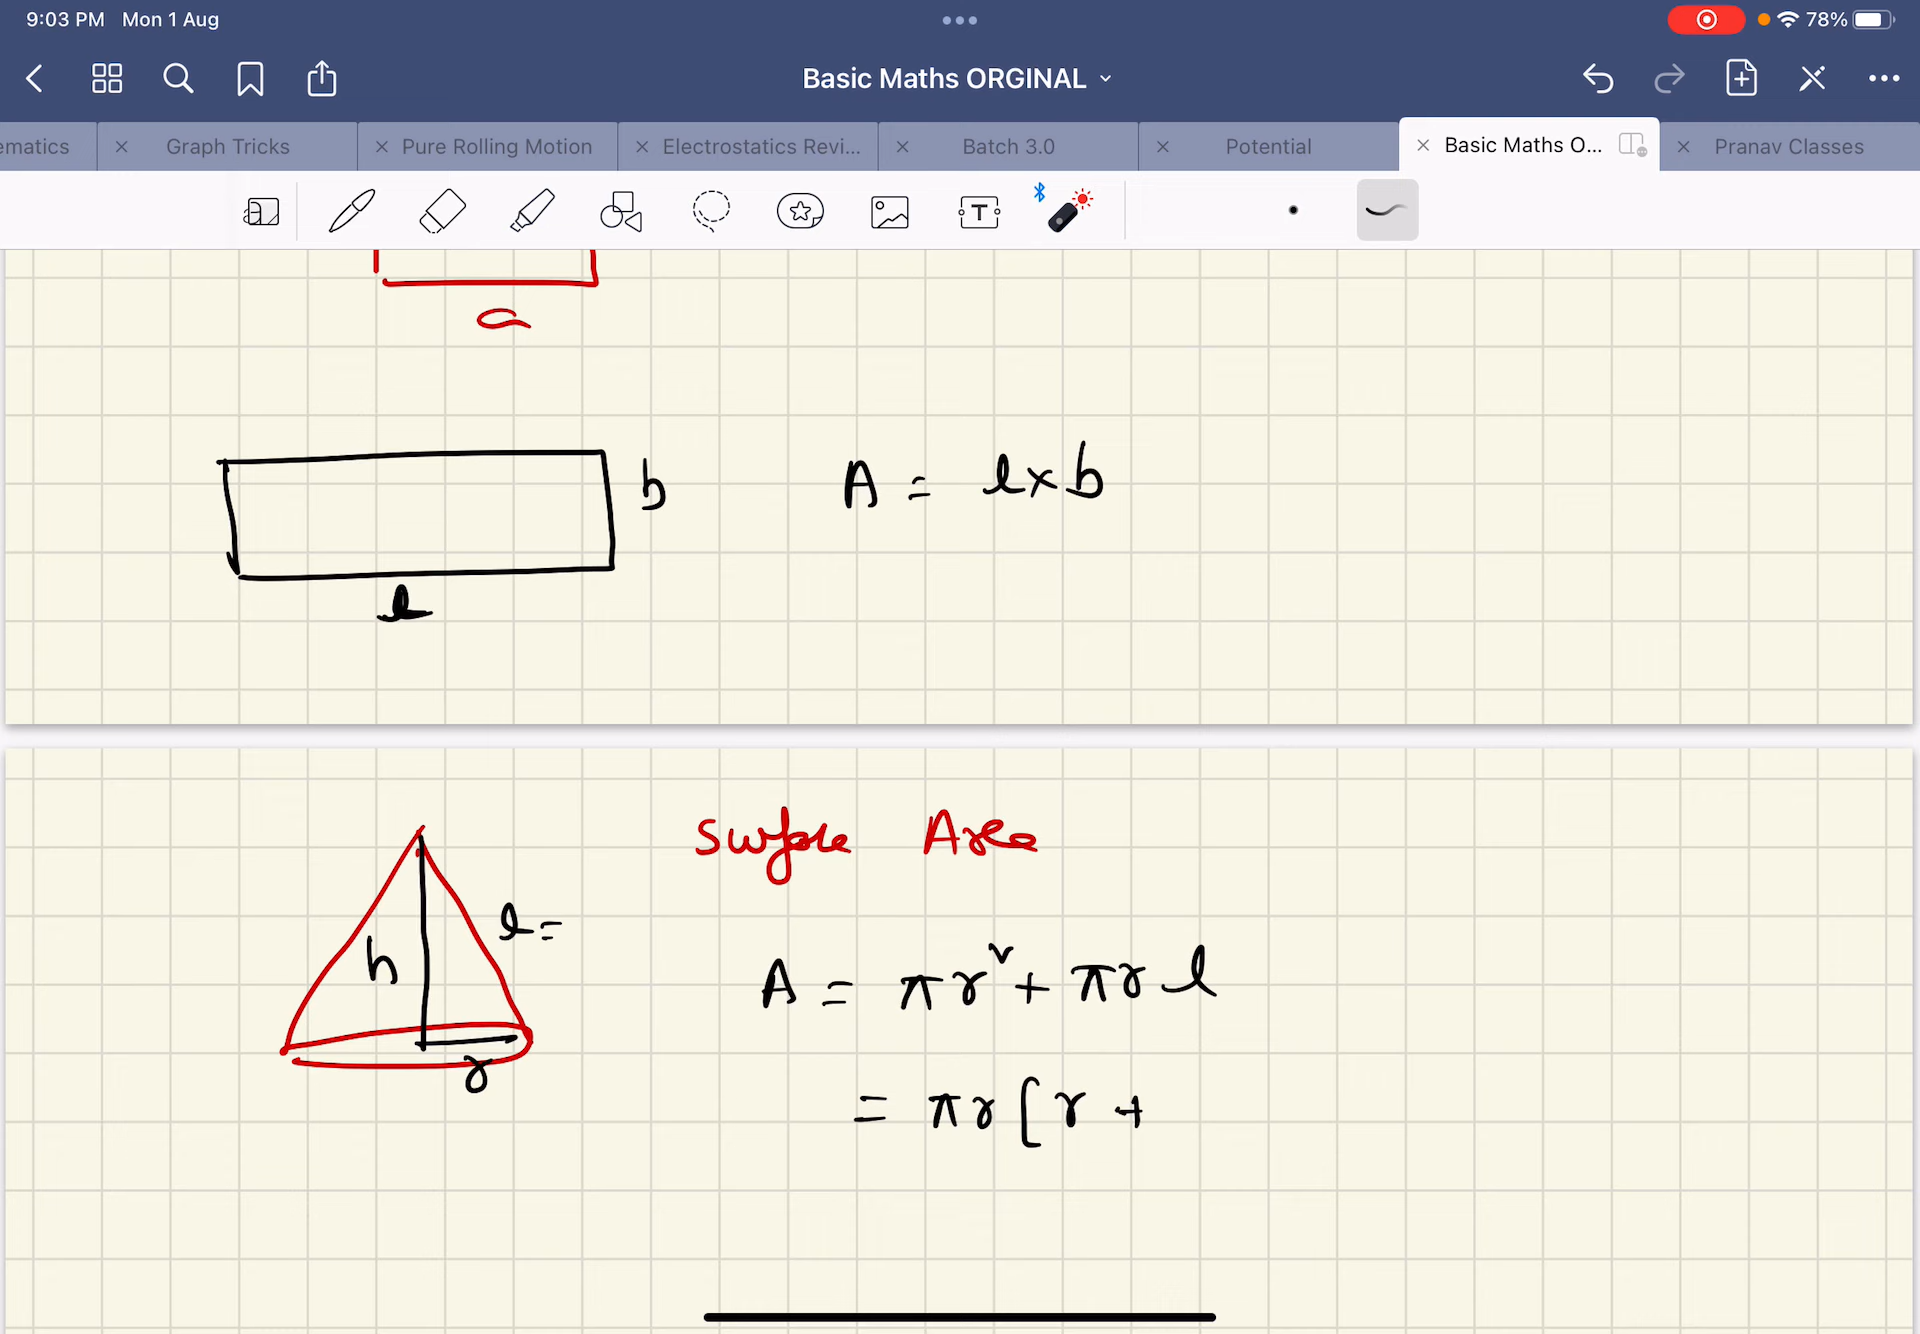 9:03 PM Mon 1 Aug
78%
Basic Maths ORGINAL
ematics
Graph Tricks
Pure Rolling Motion
Electrostatics Revi...
Batch 3.0
Potential
Basic Maths O...
Pranav Classes
a
T
a
b
A = l×b
l
Surface Area
l =
h
A = πr² + πr l
r
= πr [ r +